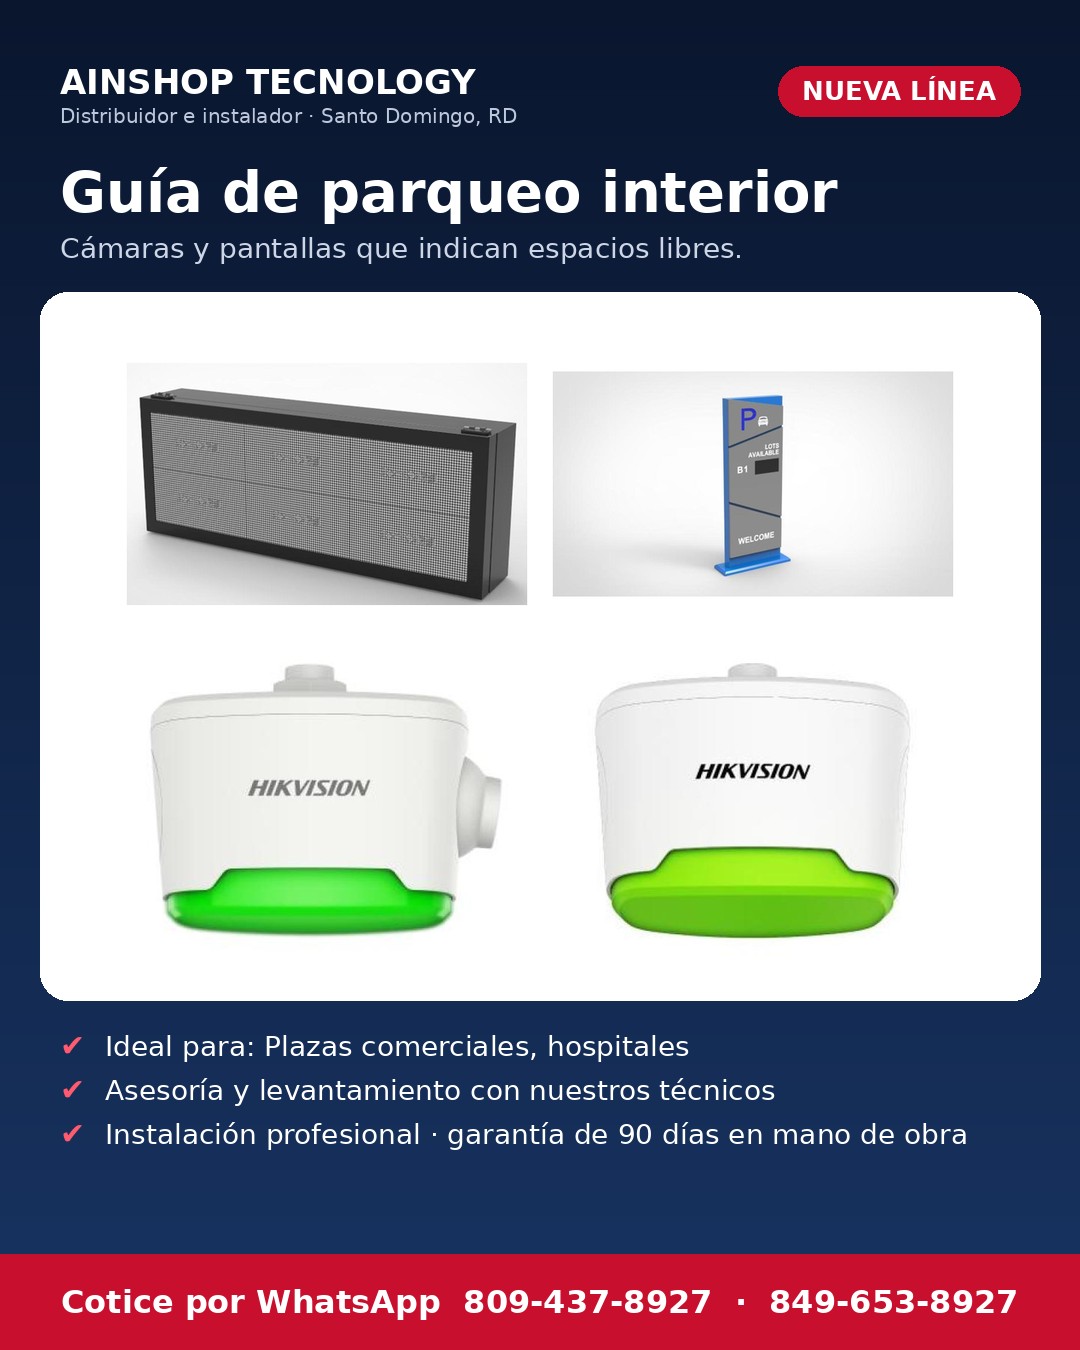 AINSHOP TECNOLOGY
Distribuidor e instalador · Santo Domingo, RD
NUEVA LÍNEA
Guía de parqueo interior
Cámaras y pantallas que indican espacios libres.
P
LOTS
AVAILABLE
B1
WELCOME
HIKVISION
HIKVISION
✔ Ideal para: Plazas comerciales, hospitales
✔ Asesoría y levantamiento con nuestros técnicos
✔ Instalación profesional · garantía de 90 días en mano de obra
Cotice por WhatsApp 809-437-8927 · 849-653-8927